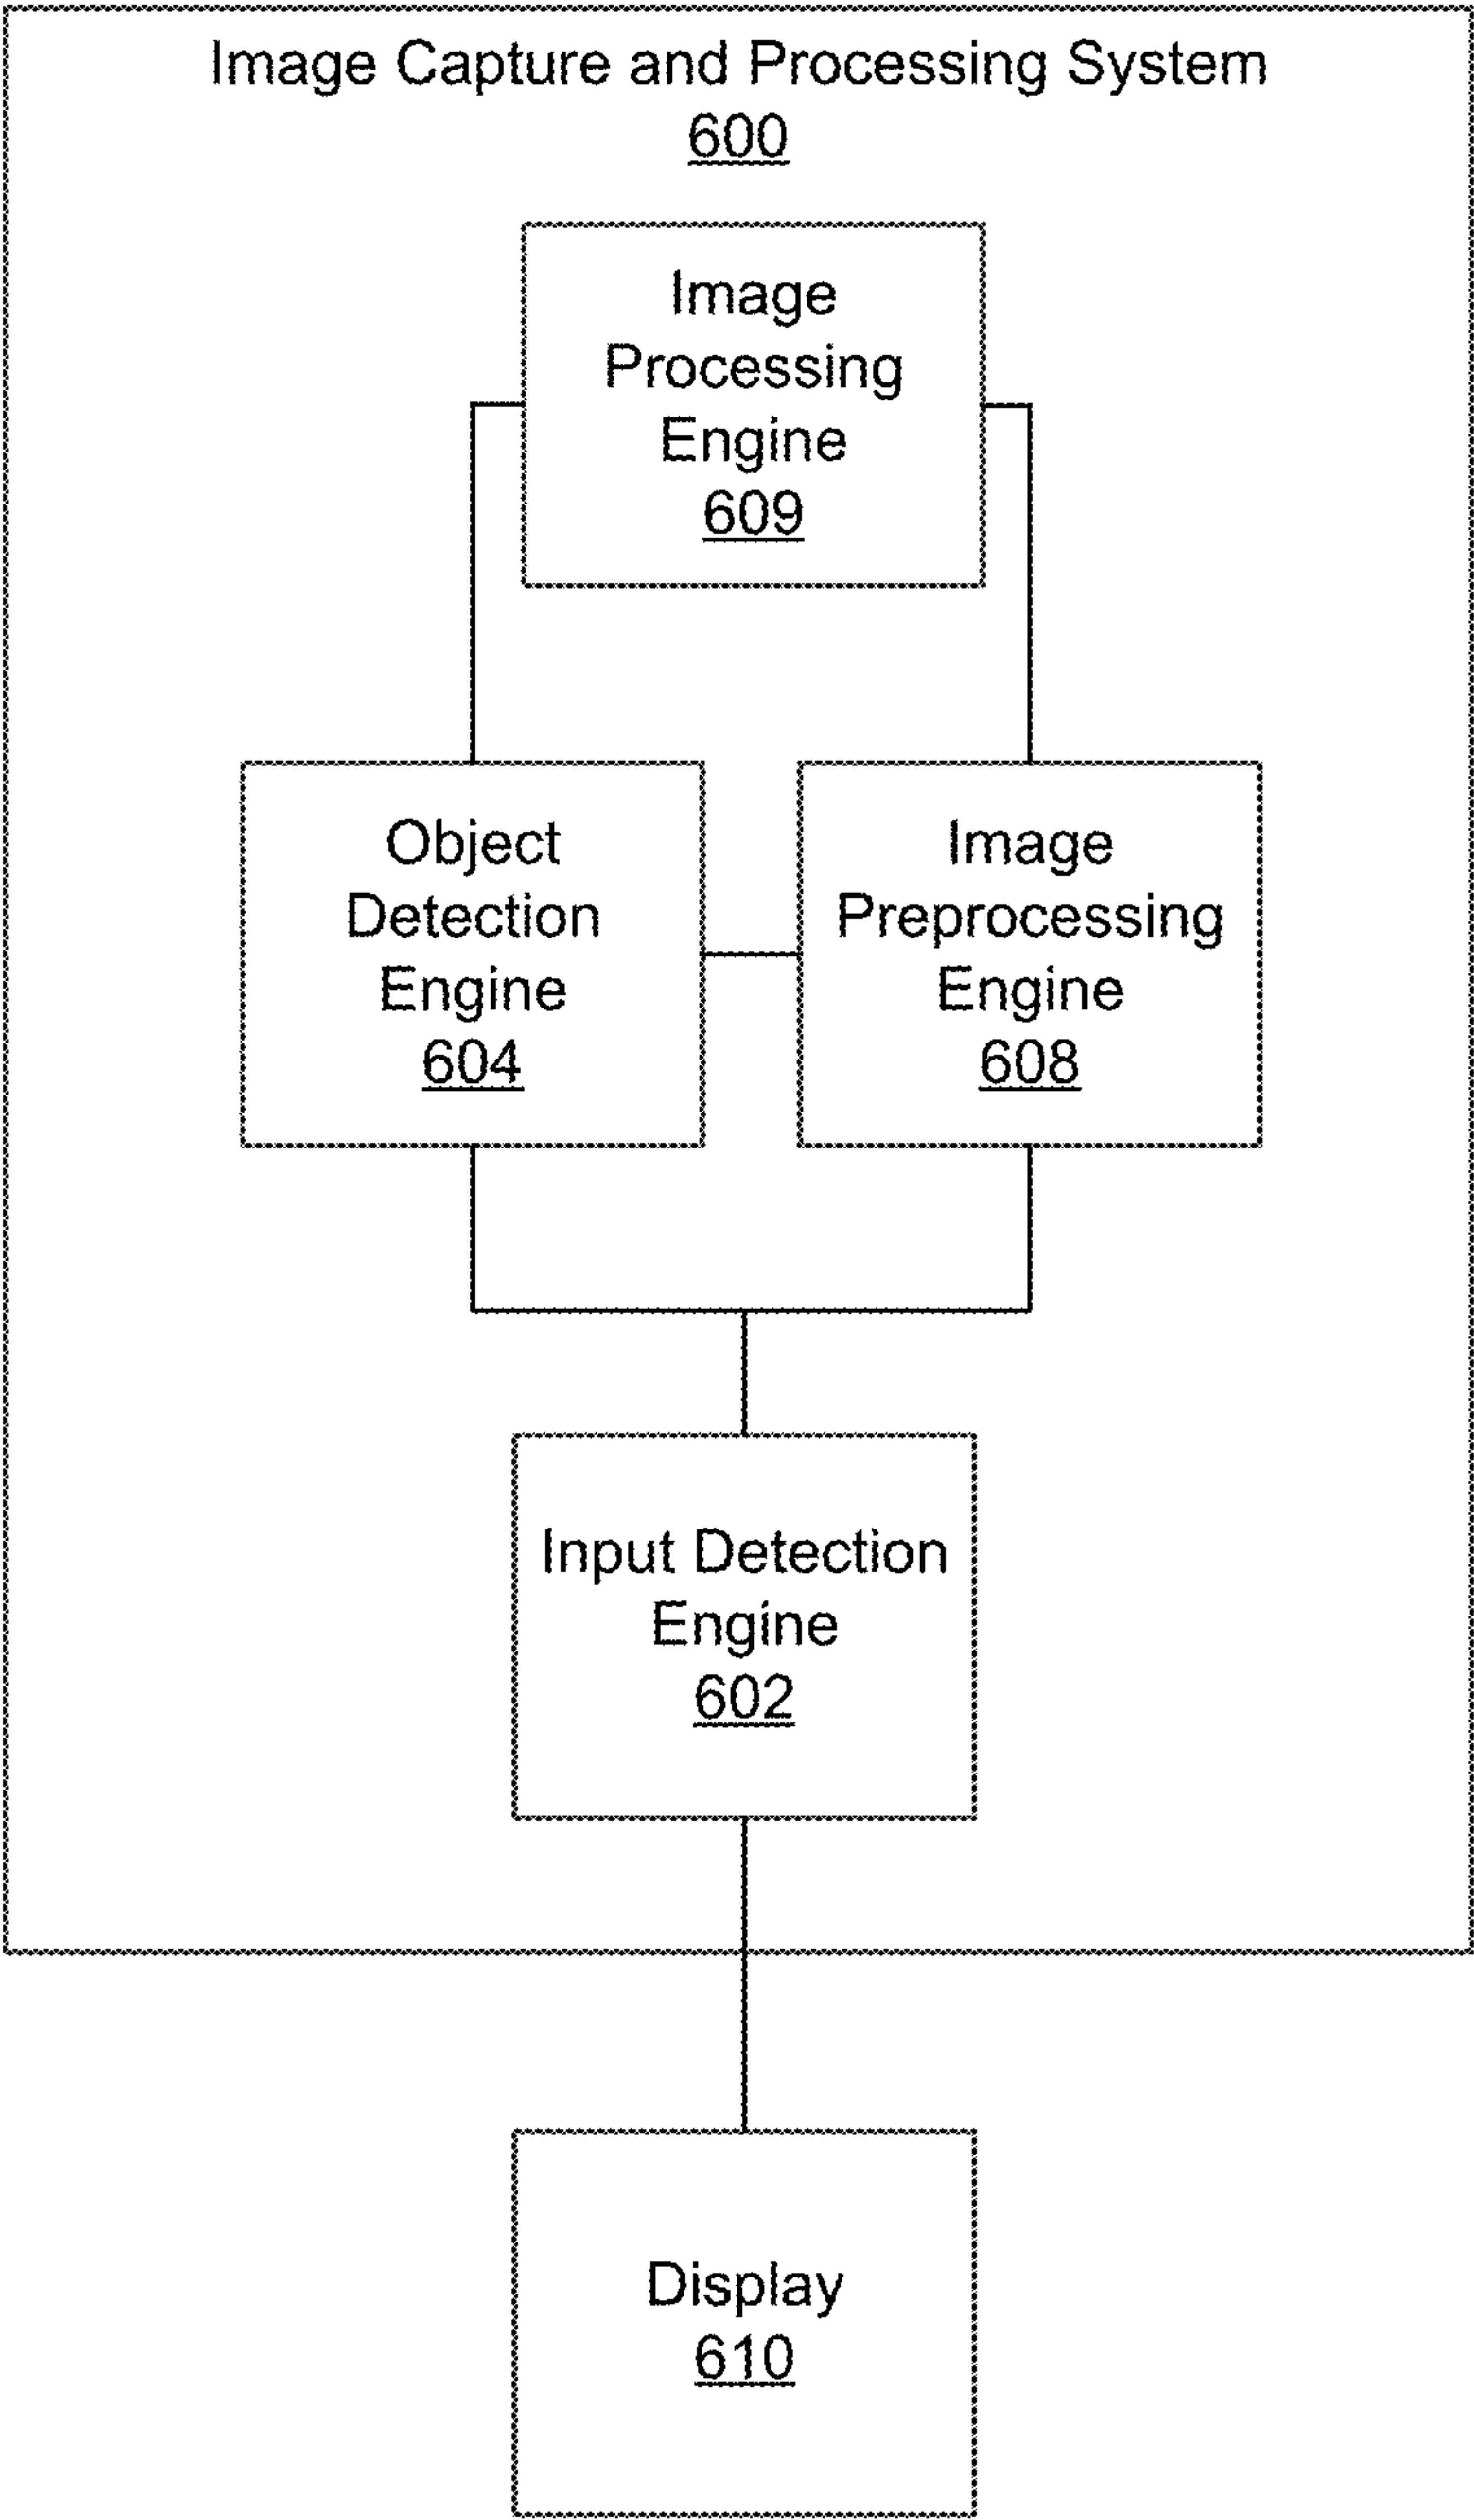 Image Capture and Processing System
600
Image
Processing
Engine
609
Object
Detection
Engine
604
Image
Preprocessing
Engine
608
Input Detection
Engine
602
Display
610